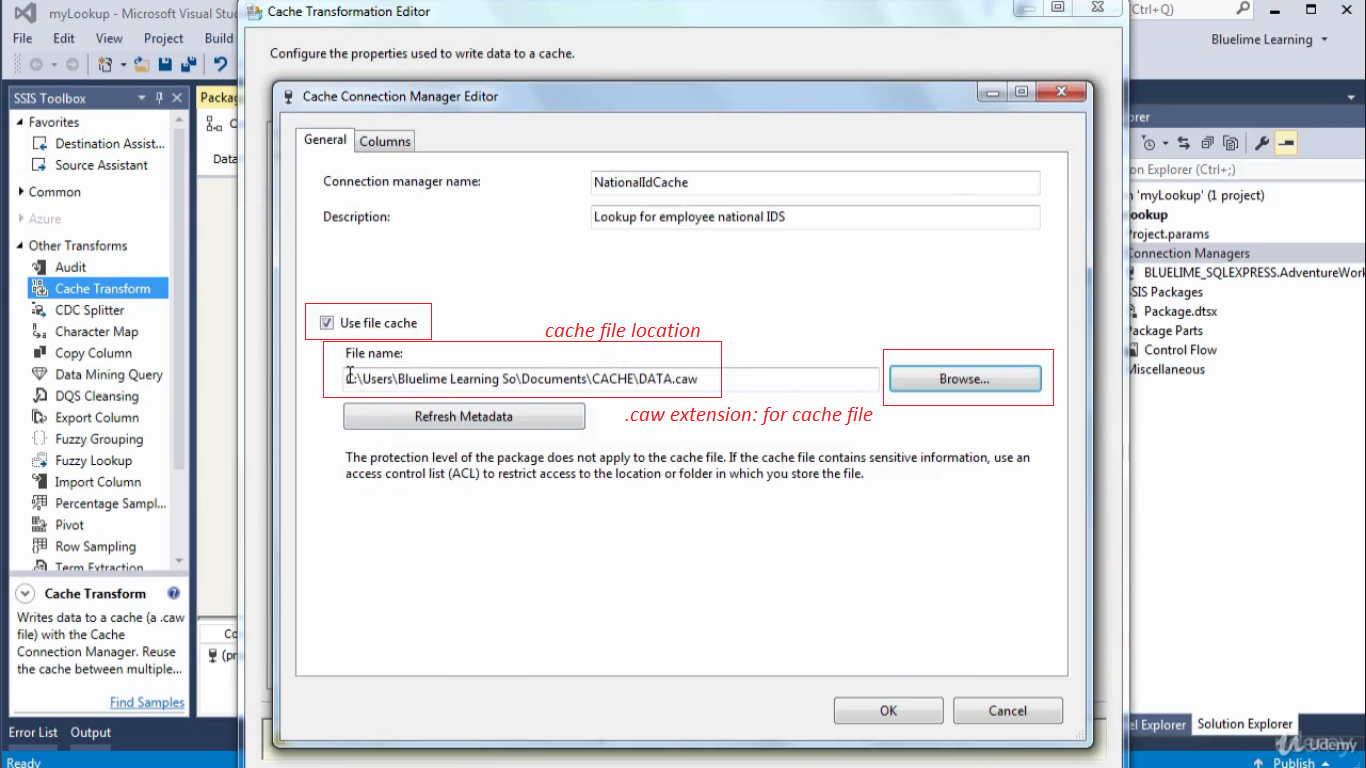 myLookup - Microsoft Visual Stu
Cache Transformation Editor
Ctrl+Q)
File Edit View Project Build
Configure the properties used to write data to a cache.
Bluelime Learning
SSIS Toolbox
Packag
Cache Connection Manager Editor
Favorites
Destination Assist...
Source Assistant
Common
Azure
Other Transforms
Audit
Cache Transform
CDC Splitter
Character Map
Copy Column
Data Mining Query
DQS Cleansing
Export Column
Fuzzy Grouping
Fuzzy Lookup
Import Column
Percentage Sampl...
Pivot
Row Sampling
Term Extraction
Cache Transform
Writes data to a cache (a .caw
file) with the Cache
Connection Manager. Reuse
the cache between multiple...
Find Samples
Error List Output
Ready
Data
Co
(pr
General Columns
Connection manager name: NationalIdCache
Description: Lookup for employee national IDS
Use file cache
cache file location
File name:
C:\Users\Bluelime Learning So\Documents\CACHE\DATA.caw
Browse...
Refresh Metadata
.caw extension: for cache file
The protection level of the package does not apply to the cache file. If the cache file contains sensitive information, use an
access control list (ACL) to restrict access to the location or folder in which you store the file.
OK Cancel
orer
on Explorer (Ctrl+;)
n 'myLookup' (1 project)
ookup
Project.params
Connection Managers
BLUELIME_SQLEXPRESS.AdventureWor
SSIS Packages
Package.dtsx
Package Parts
Control Flow
Miscellaneous
el Explorer Solution Explorer
Udemy
Publish